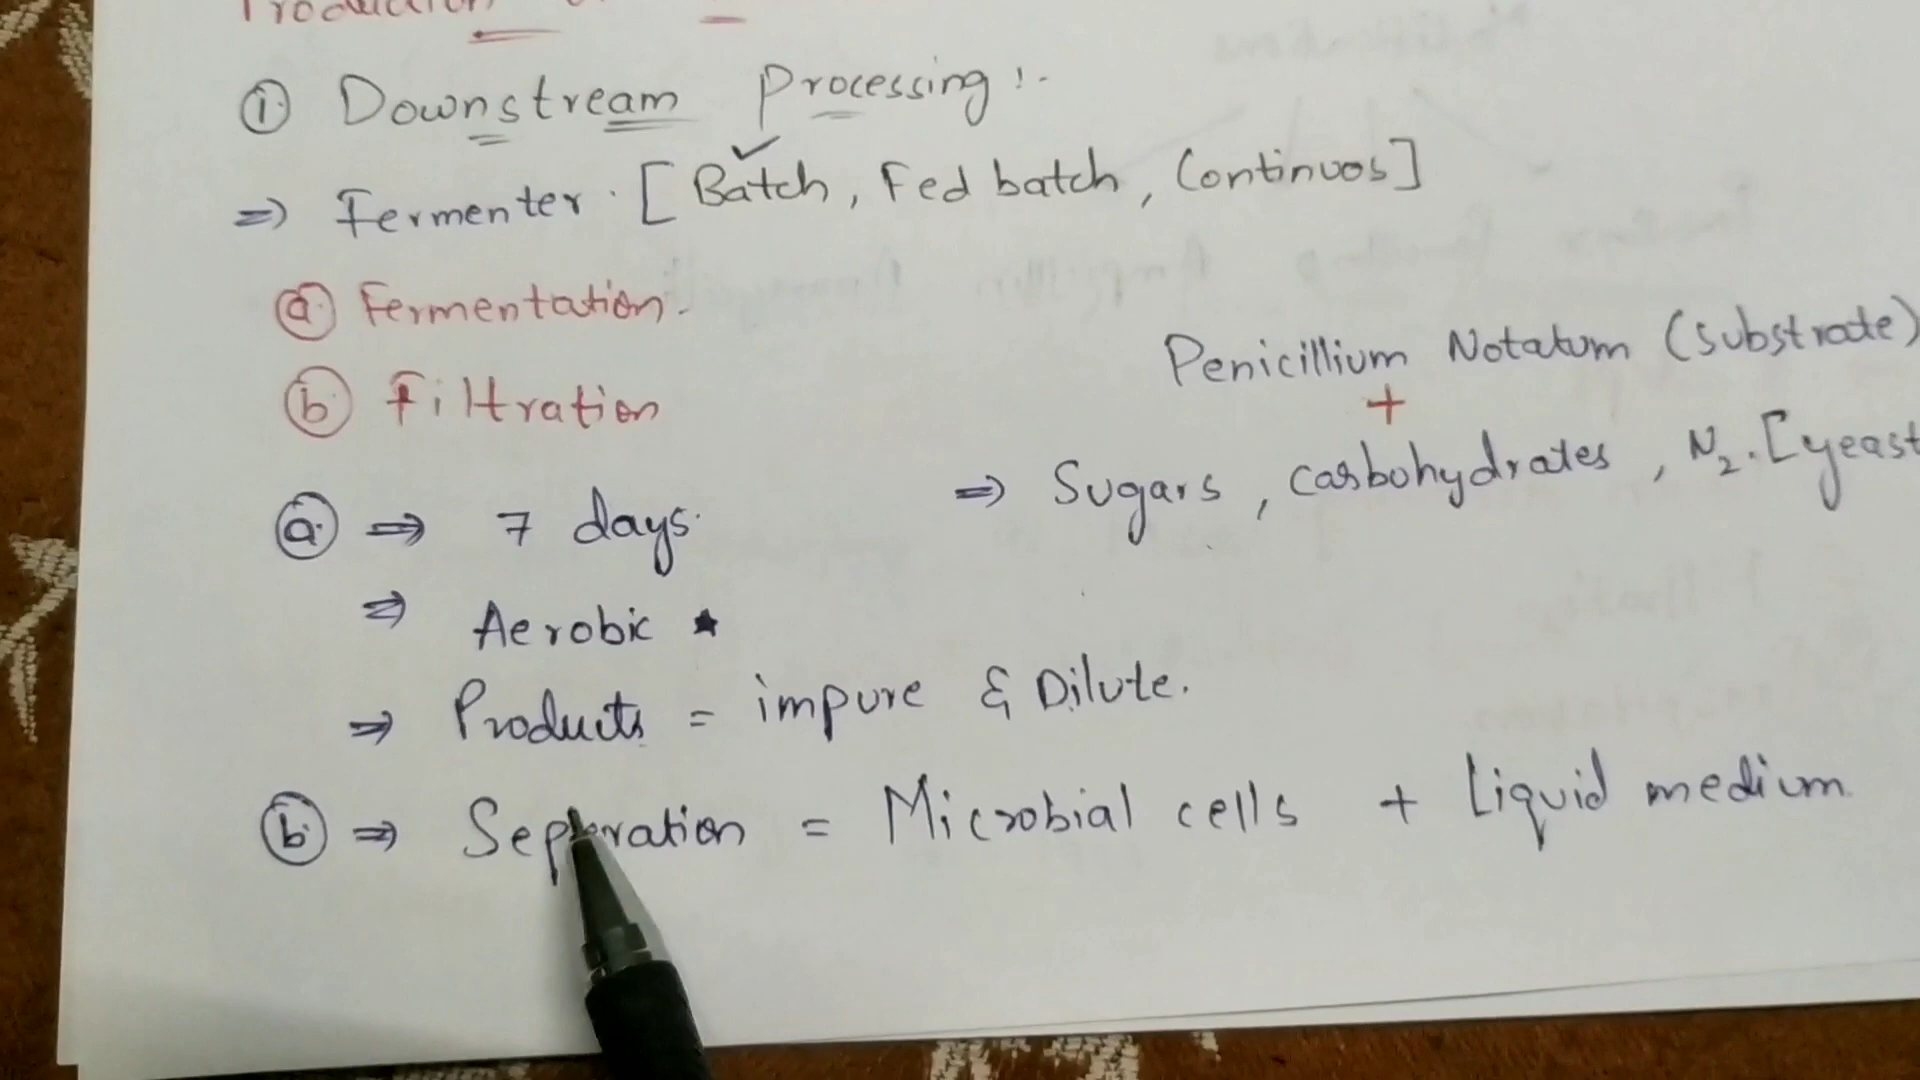 Production
① Downstream Processing :-
⇒ Fermenter . [Batch, Fed batch, Continuos]
ⓐ Fermentation.
ⓑ Filtration
Penicillium Notatum (Substrate)
+
⇒ Sugars, carbohydrates, N₂. [yeast
ⓐ ⇒ 7 days.
⇒ Aerobic ★
⇒ Products = impure & Dilute.
ⓑ ⇒ Seperation = Microbial cells + Liquid medium